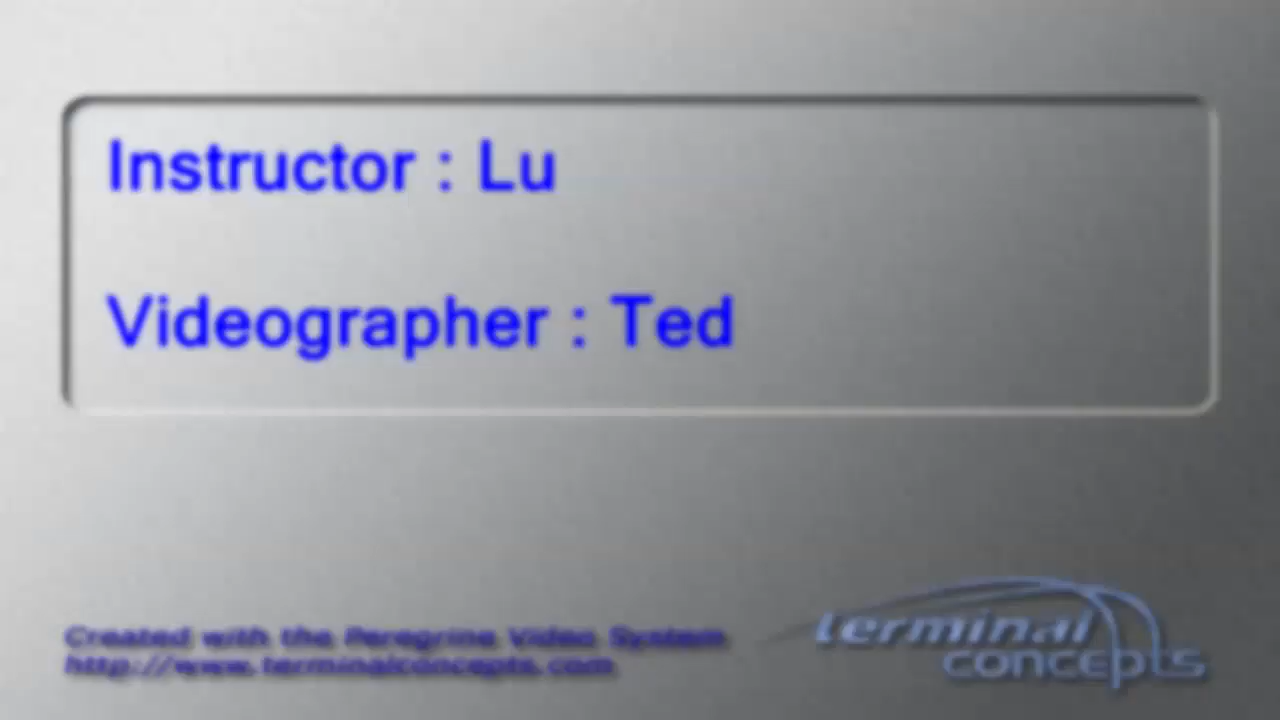 Instructor : Lu
Videographer : Ted
Created with the Peregrine Video System
http://www.terminalconcepts.com
terminal
concepts